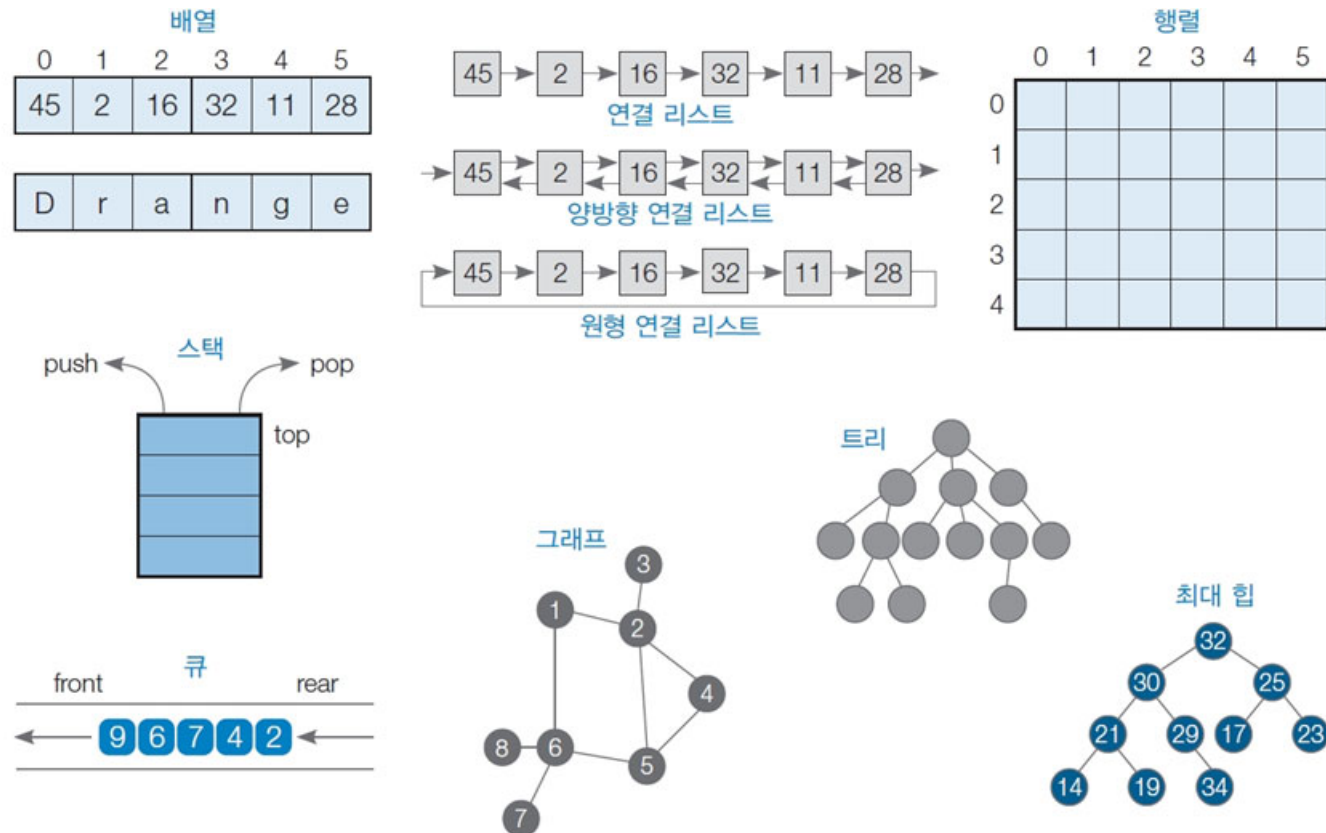 배열
0 1 2 3 4 5
45 2 16 32 11 28
D r a n g e
45 2 16 32 11 28
연결 리스트
45 2 16 32 11 28
양방향 연결 리스트
45 2 16 32 11 28
원형 연결 리스트
행렬
0 1 2 3 4 5
0
1
2
3
4
스택
push pop
top
큐
front rear
9 6 7 4 2
그래프
3
1
2
4
8 6 5
7
트리
최대 힙
32
30 25
21 29 17 23
14 19 34